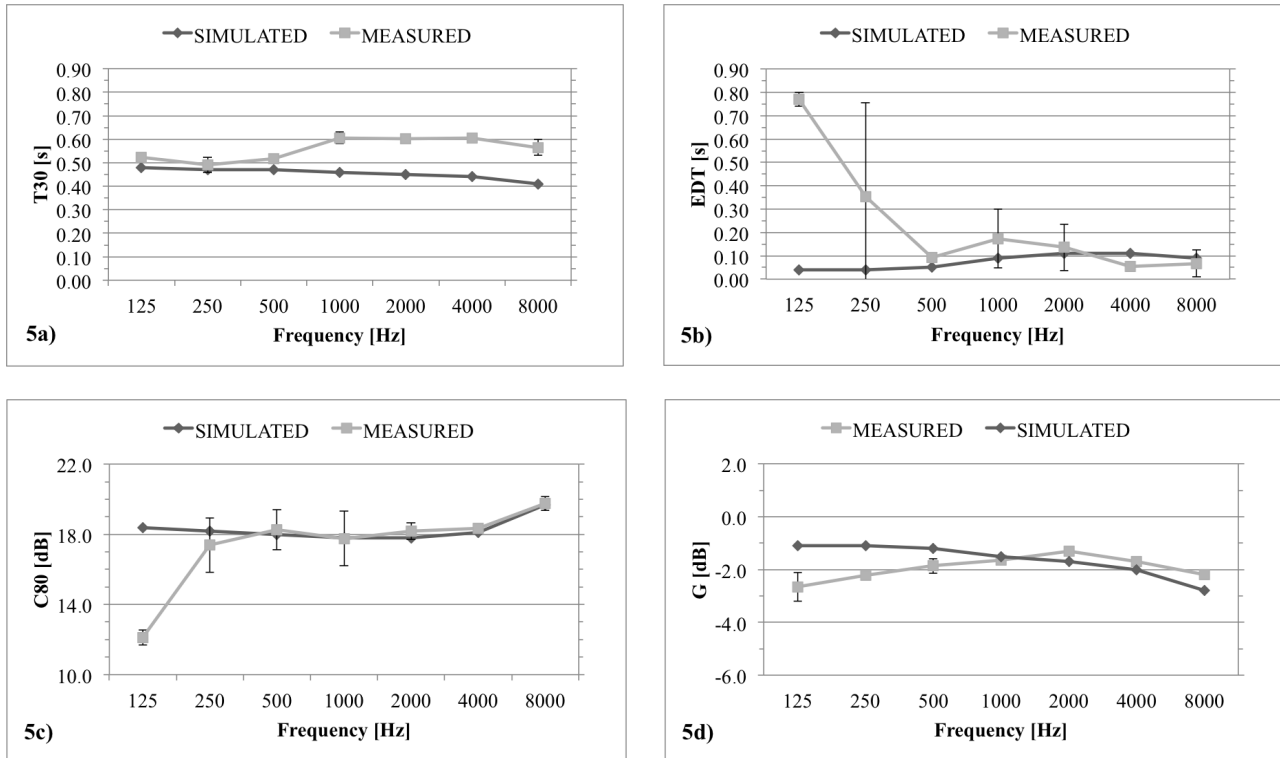 SIMULATED MEASURED
0.90
0.80
0.70
0.60
0.50
0.40
0.30
0.20
0.10
0.00
T30 [s]
125 250 500 1000 2000 4000 8000
Frequency [Hz]
5a)
SIMULATED MEASURED
0.90
0.80
0.70
0.60
0.50
0.40
0.30
0.20
0.10
0.00
EDT [s]
125 250 500 1000 2000 4000 8000
Frequency [Hz]
5b)
SIMULATED MEASURED
22.0
18.0
14.0
10.0
C80 [dB]
125 250 500 1000 2000 4000 8000
Frequency [Hz]
5c)
MEASURED SIMULATED
2.0
0.0
-2.0
-4.0
-6.0
G [dB]
125 250 500 1000 2000 4000 8000
Frequency [Hz]
5d)